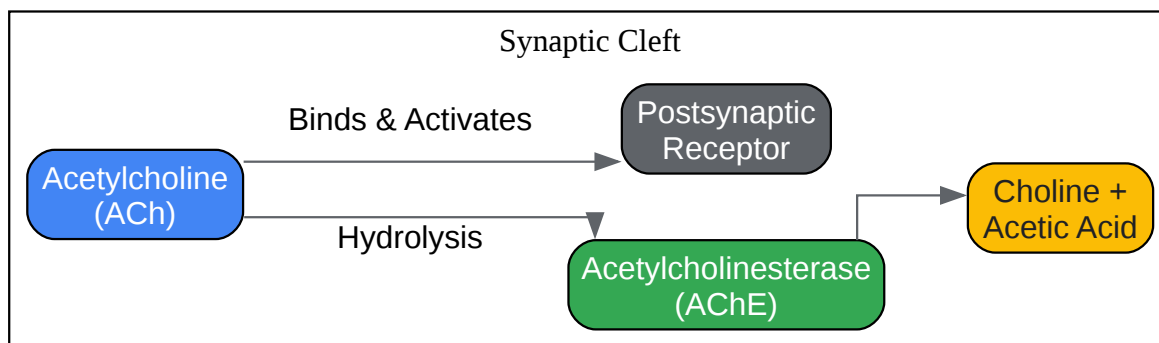 Synaptic Cleft
Binds & Activates
Postsynaptic
Receptor
Acetylcholine
(ACh)
Hydrolysis
Acetylcholinesterase
(AChE)
Choline +
Acetic Acid